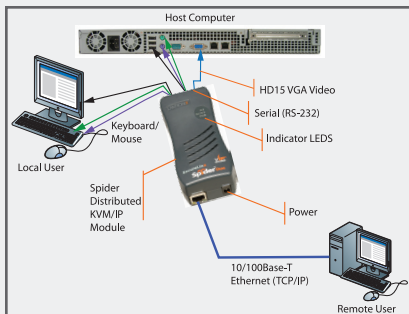 Host Computer
HD15 VGA Video
Serial (RS-232)
Indicator LEDS
Keyboard/
Mouse
Local User
Spider
Distributed
KVM/IP
Module
Spider
Power
10/100Base-T
Ethernet (TCP/IP)
Remote User